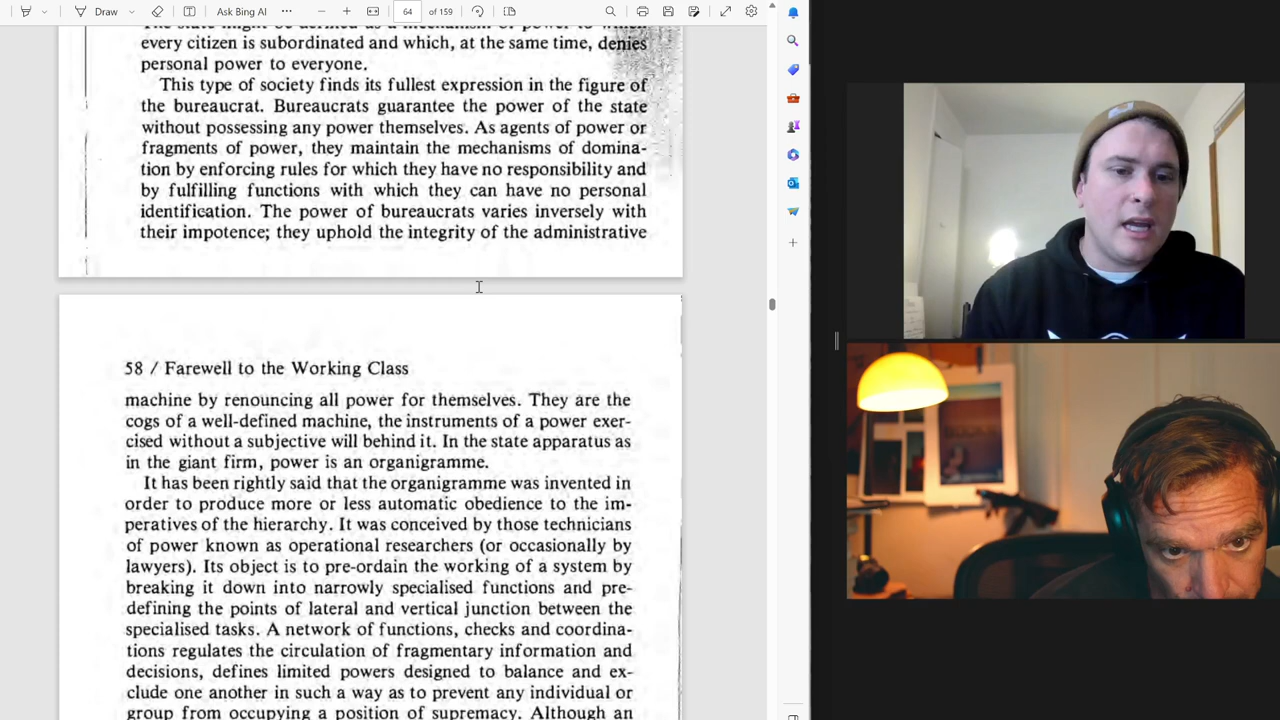 Draw
Ask Bing AI
64 of 159
every citizen is subordinated and which, at the same time, denies
personal power to everyone.
This type of society finds its fullest expression in the figure of
the bureaucrat. Bureaucrats guarantee the power of the state
without possessing any power themselves. As agents of power or
fragments of power, they maintain the mechanisms of domina-
tion by enforcing rules for which they have no responsibility and
by fulfilling functions with which they can have no personal
identification. The power of bureaucrats varies inversely with
their impotence; they uphold the integrity of the administrative
58 / Farewell to the Working Class
machine by renouncing all power for themselves. They are the
cogs of a well-defined machine, the instruments of a power exer-
cised without a subjective will behind it. In the state apparatus as
in the giant firm, power is an organigramme.
It has been rightly said that the organigramme was invented in
order to produce more or less automatic obedience to the im-
peratives of the hierarchy. It was conceived by those technicians
of power known as operational researchers (or occasionally by
lawyers). Its object is to pre-ordain the working of a system by
breaking it down into narrowly specialised functions and pre-
defining the points of lateral and vertical junction between the
specialised tasks. A network of functions, checks and coordina-
tions regulates the circulation of fragmentary information and
decisions, defines limited powers designed to balance and ex-
clude one another in such a way as to prevent any individual or
group from occupying a position of supremacy. Although an